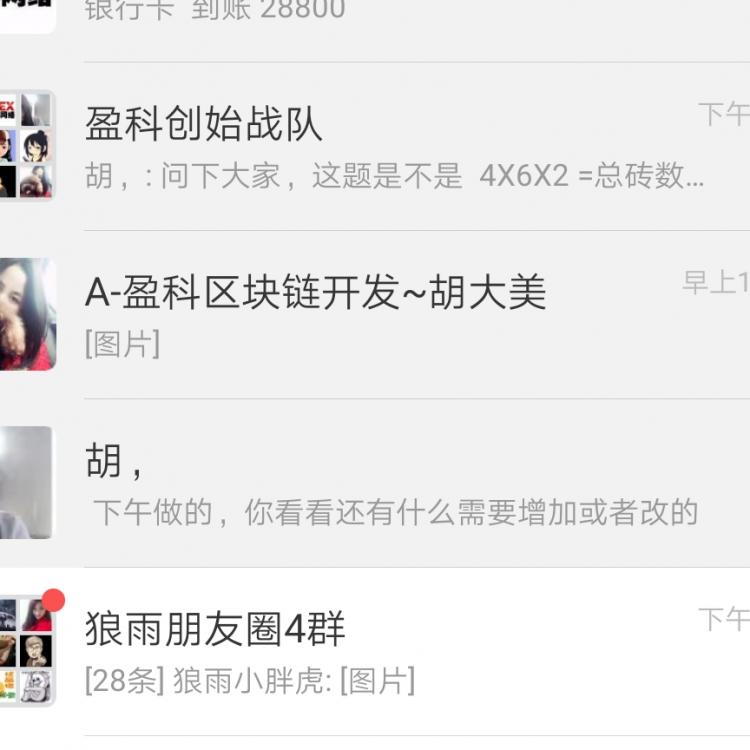 银行卡 到账 28800
盈科创始战队
下午
胡，: 问下大家，这题是不是 4X6X2 =总砖数...
A-盈科区块链开发~胡大美
早上1
[图片]
胡，
下午做的，你看看还有什么需要增加或者改的
狼雨朋友圈4群
下午
[28条] 狼雨小胖虎: [图片]